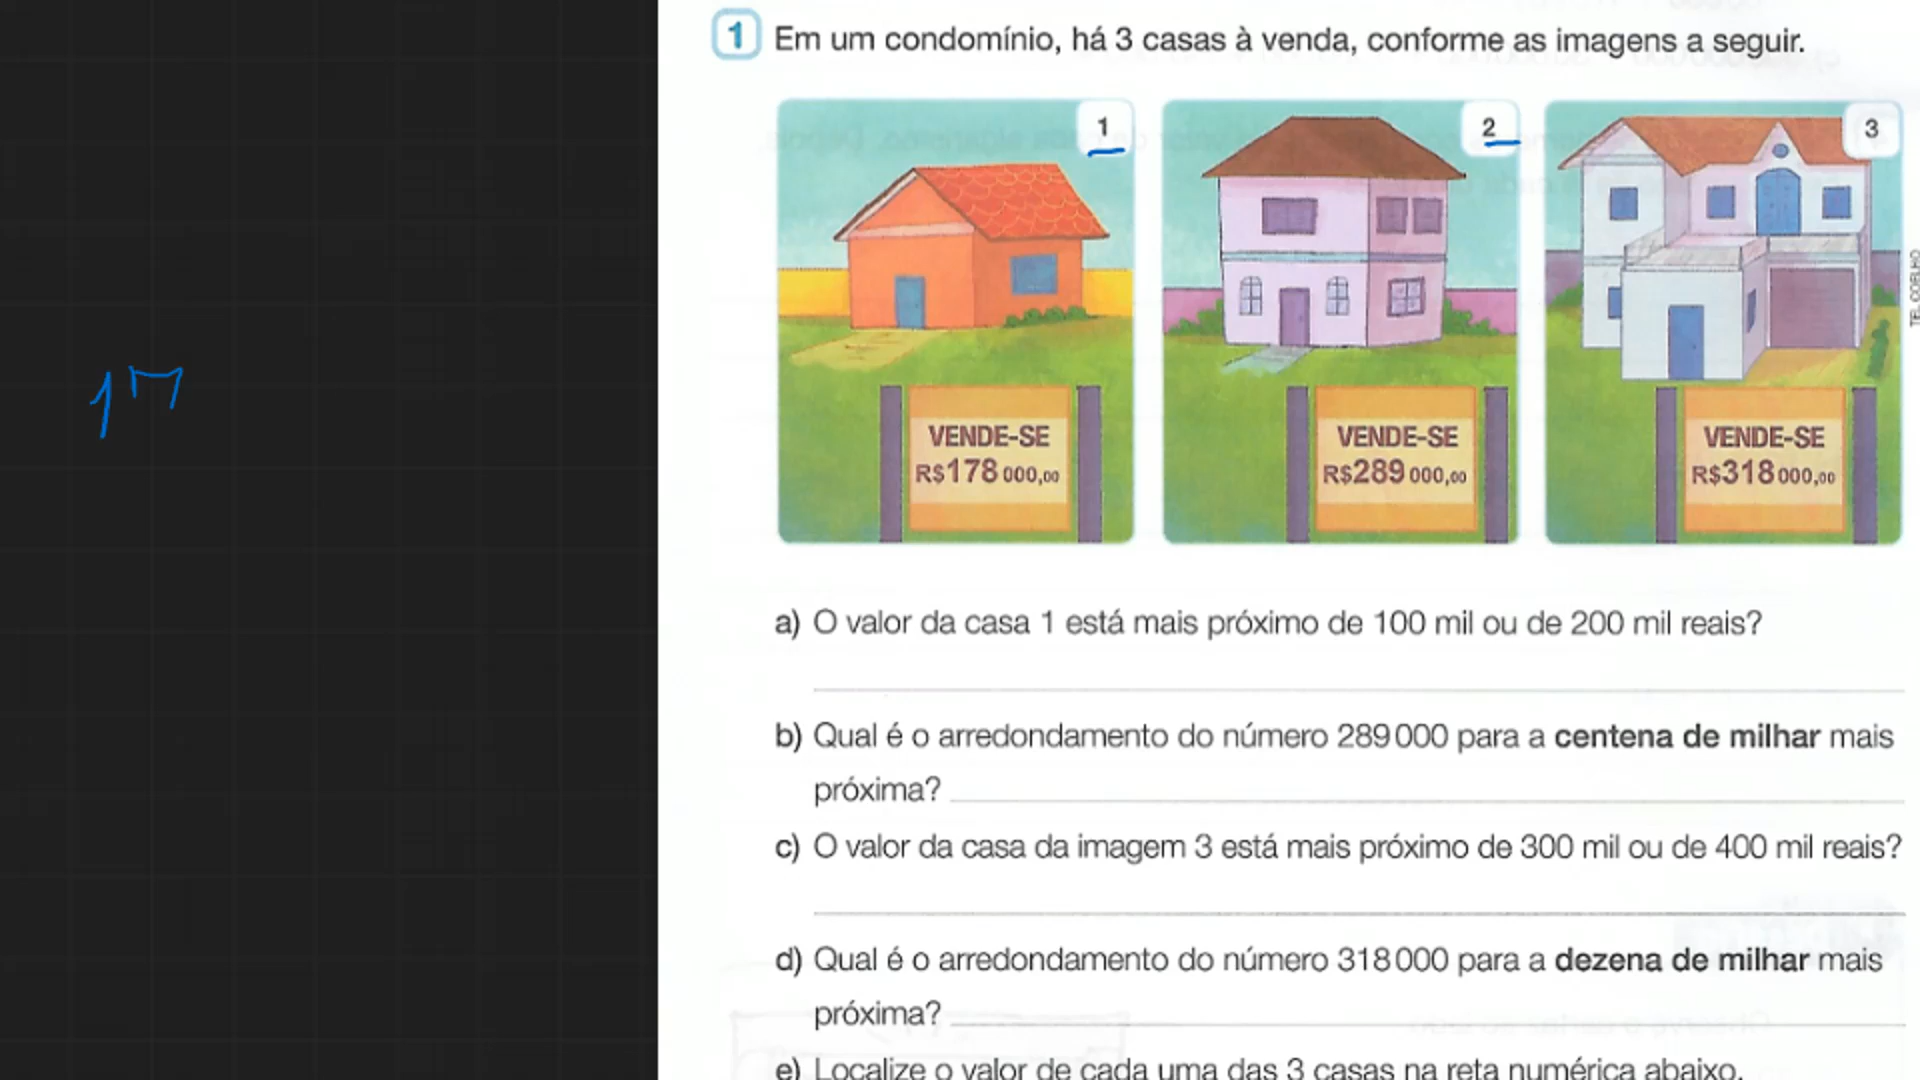 1 Em um condomínio, há 3 casas à venda, conforme as imagens a seguir.
1
2
3
17
VENDE-SE
R$178 000,00
VENDE-SE
R$289 000,00
VENDE-SE
R$318 000,00
a) O valor da casa 1 está mais próximo de 100 mil ou de 200 mil reais?
b) Qual é o arredondamento do número 289 000 para a centena de milhar mais
próxima?
c) O valor da casa da imagem 3 está mais próximo de 300 mil ou de 400 mil reais?
d) Qual é o arredondamento do número 318 000 para a dezena de milhar mais
próxima?
e) Localize o valor de cada uma das 3 casas na reta numérica abaixo.